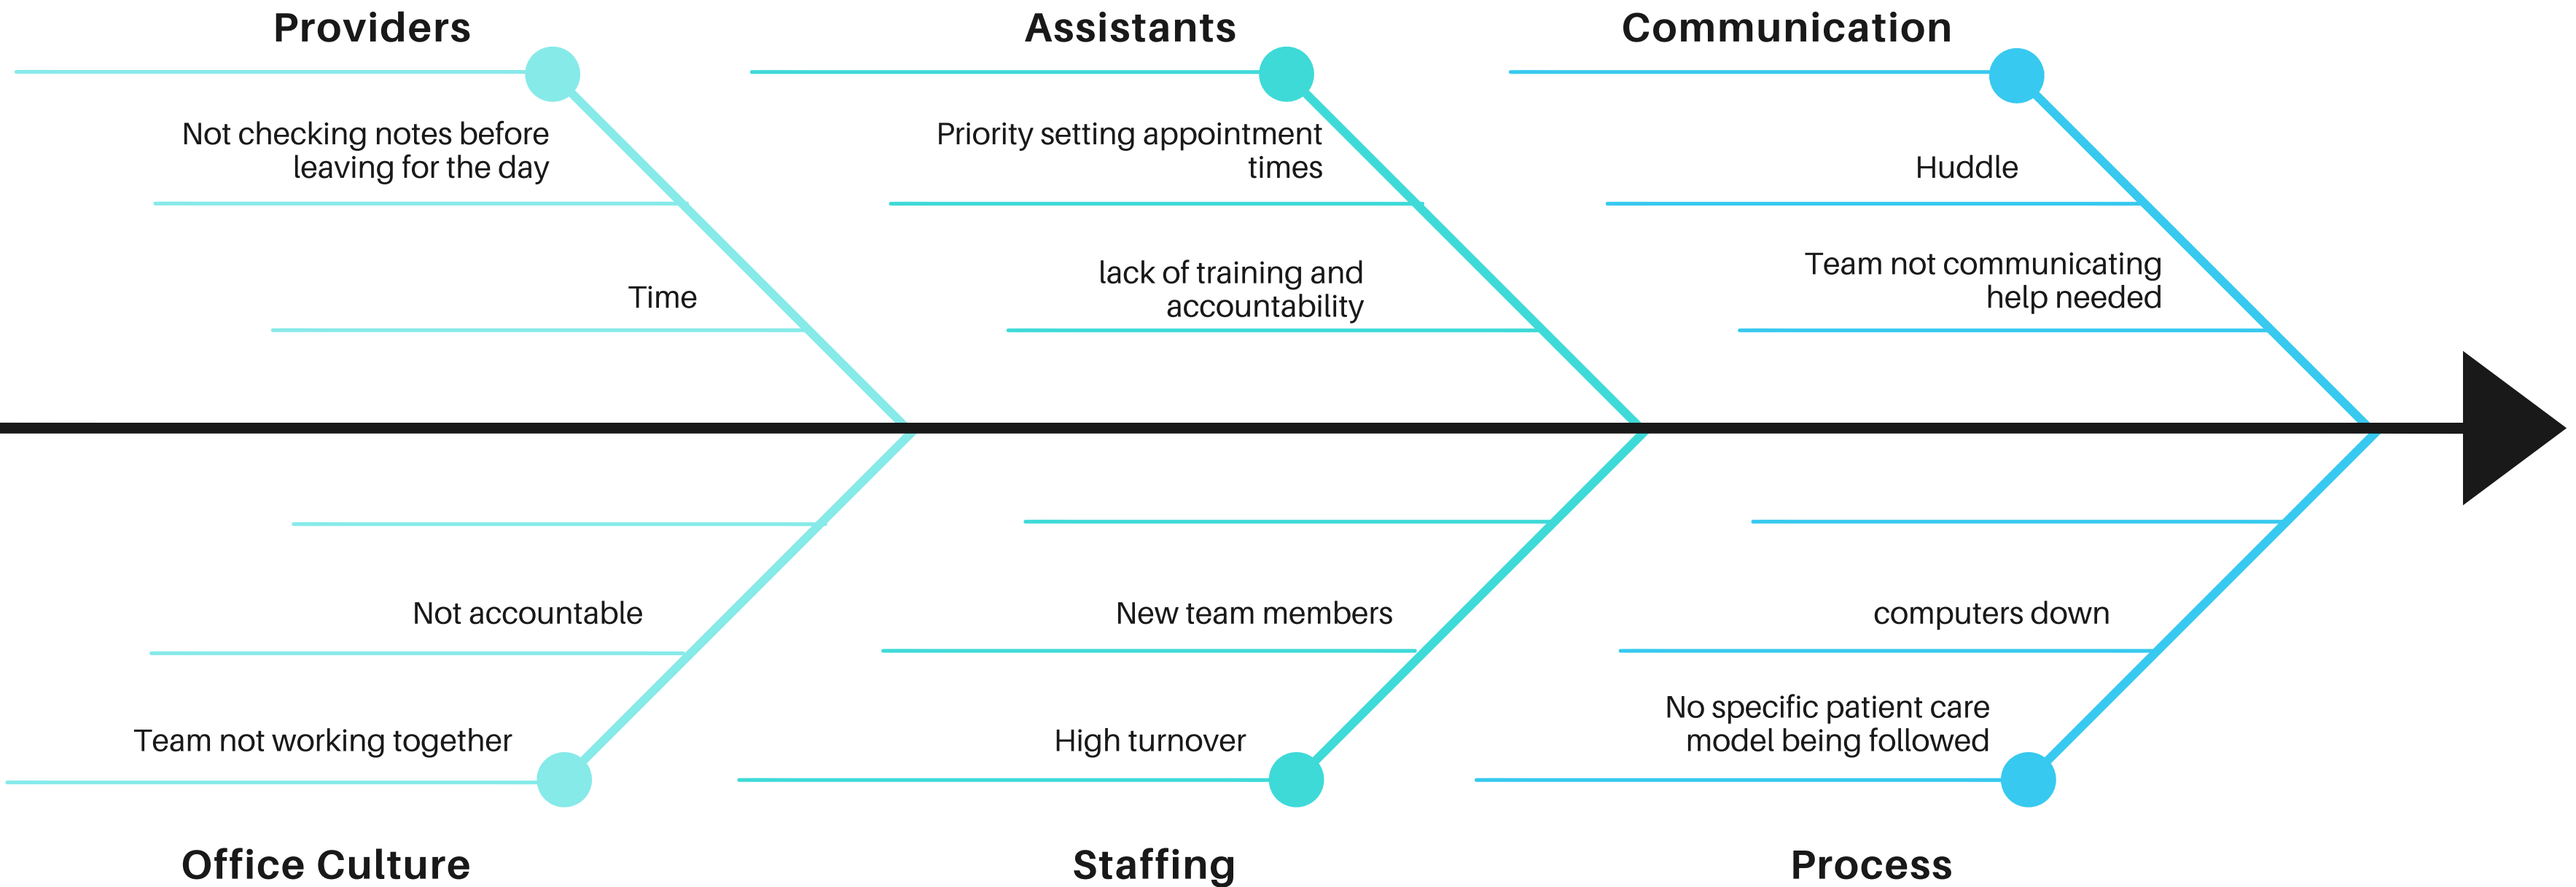 Providers
Assistants
Communication
Not checking notes before
leaving for the day
Priority setting appointment
times
Huddle
Time
lack of training and
accountability
Team not communicating
help needed
Not accountable
New team members
computers down
Team not working together
High turnover
No specific patient care
model being followed
Office Culture
Staffing
Process